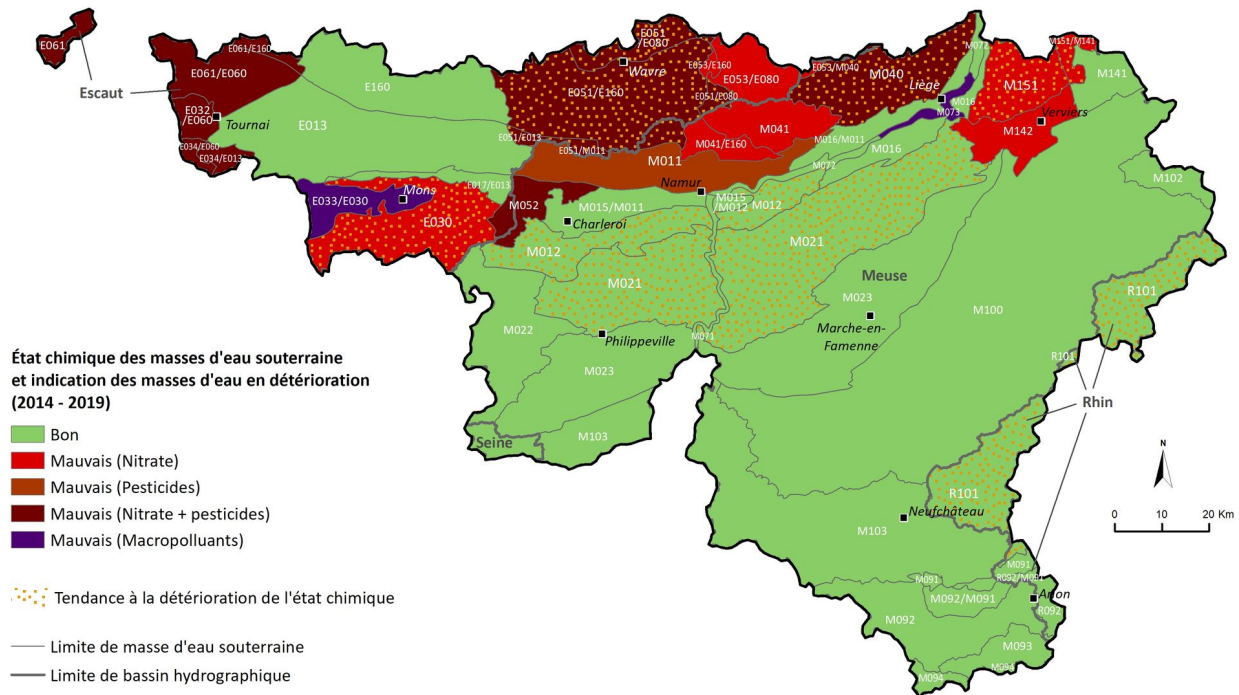 E061
Escaut
E061/E160
E061/E060
E032
/E060
Tournai
E034/E060
E034/E013
E160
E013
E051
/E080
Wavre
E051/E160
E051/E080
E053/E160
E053/E080
E053/M040
M040
Liège
M072
M016
M073
M151/M141
M151
M141
Verviers
M142
M102
E051/E013
E051/M011
M011
M041
M041/E160
M016/M011
M072
M016
Namur
E033/E030
Mons
E030
E017/E013
M052
M015/M011
Charleroi
M015
/M012
M012
M012
M021
M021
M022
Philippeville
M071
M023
M103
Seine
Meuse
M023
Marche-en-
Famenne
M100
R101
R101
Rhin
R101
Neufchâteau
M103
M091
R092/M091
M091
M092/M091
Arlon
R092
M092
M093
M094
M094
État chimique des masses d'eau souterraine
et indication des masses d'eau en détérioration
(2014 - 2019)
Bon
Mauvais (Nitrate)
Mauvais (Pesticides)
Mauvais (Nitrate + pesticides)
Mauvais (Macropolluants)
Tendance à la détérioration de l'état chimique
Limite de masse d'eau souterraine
Limite de bassin hydrographique
N
0 10 20 Km